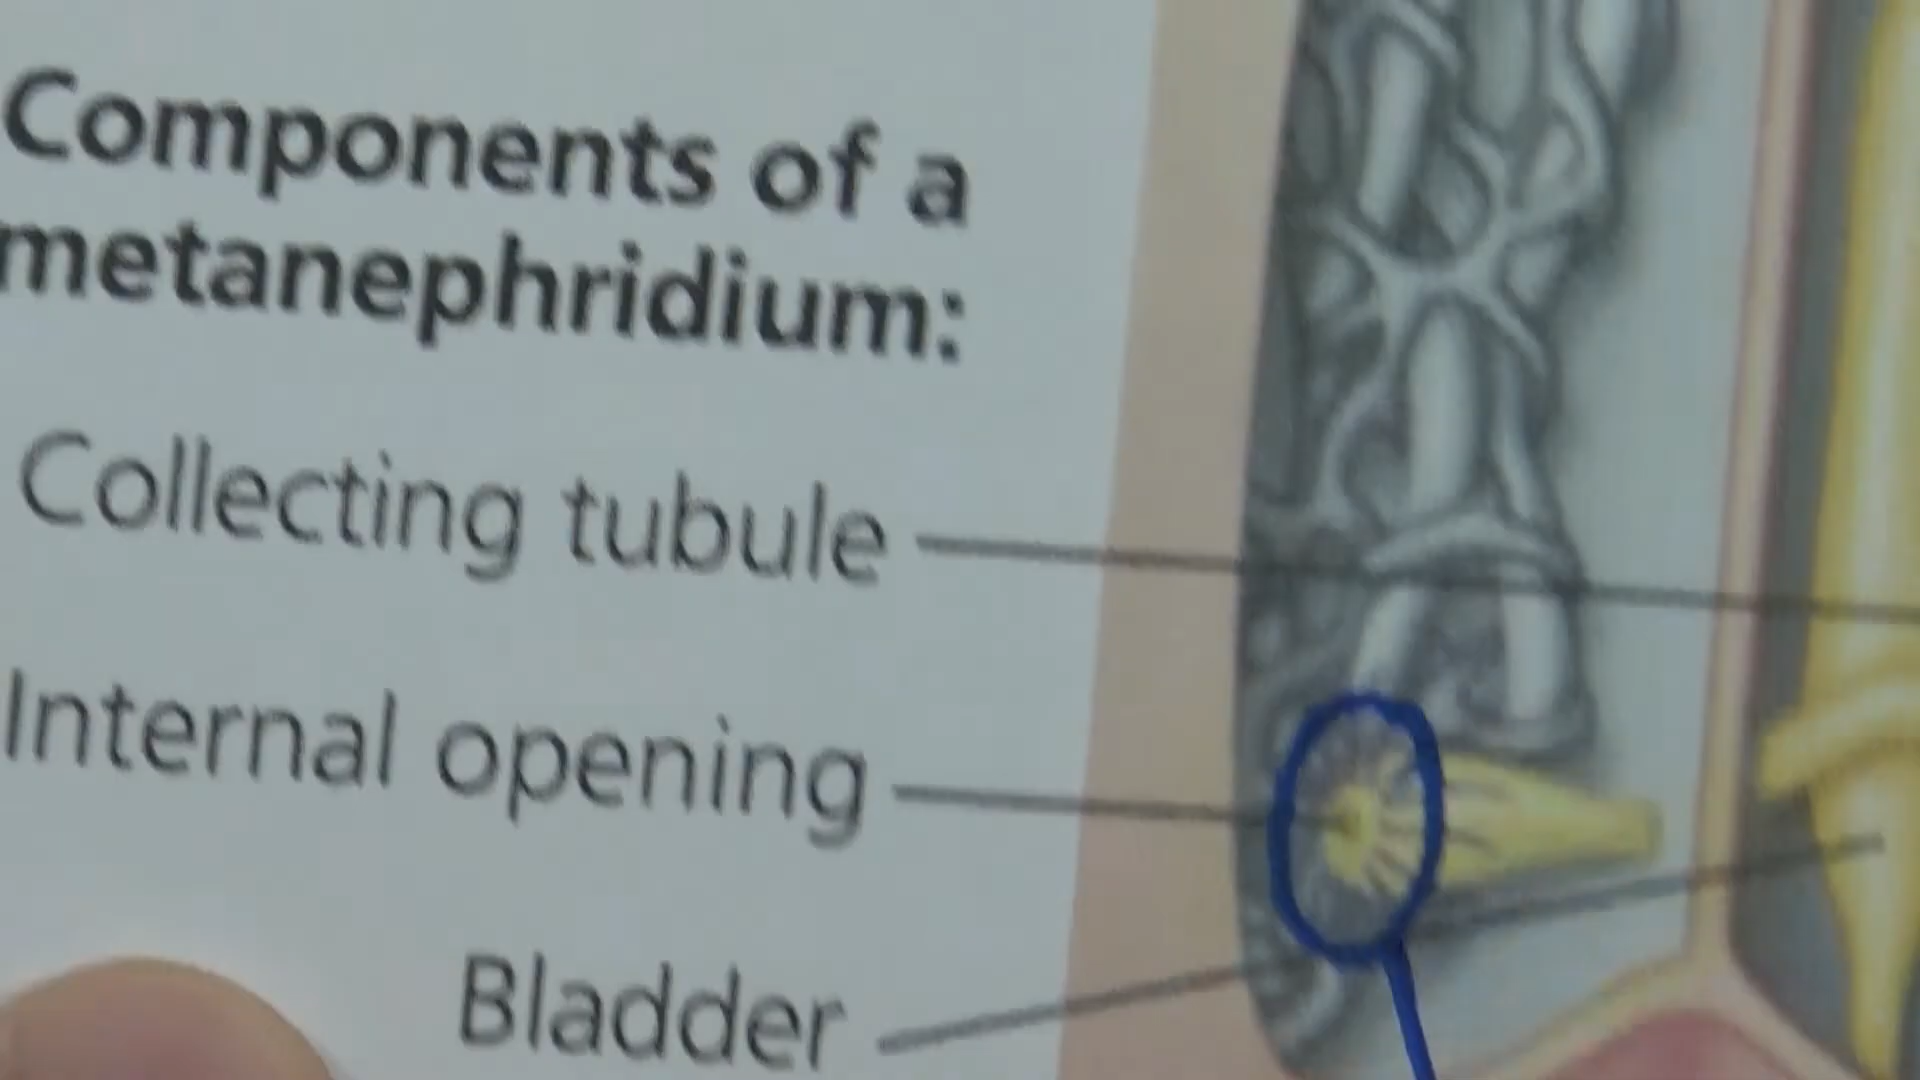 Components of a
metanephridium:
Collecting tubule
Internal opening
Bladder